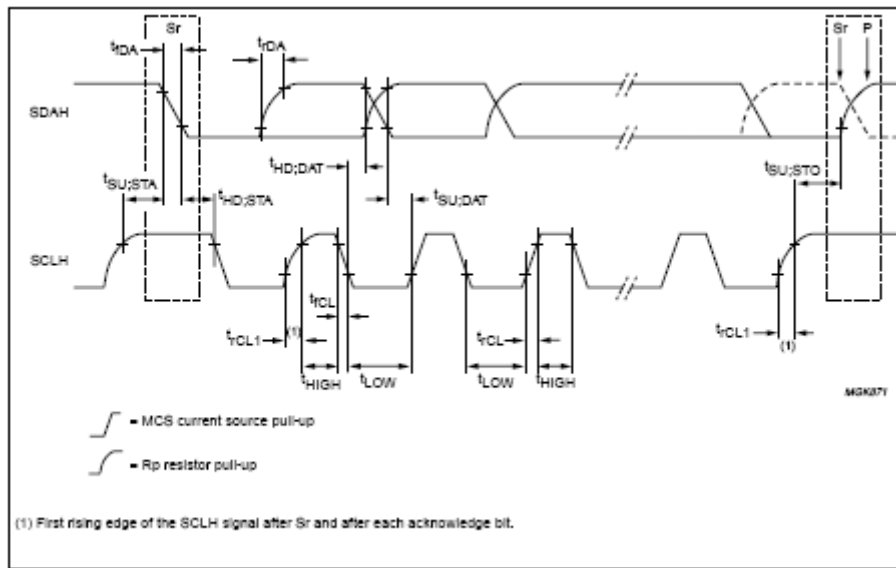 Sr
Sr P
tfDA
trDA
SDAH
tHD;DAT
tSU;STO
tSU;STA
tHD;STA
tSU;DAT
SCLH
tfCL
trCL1
(1)
trCL
trCL1
(1)
tHIGH
tLOW
tLOW
tHIGH
MGK871
= MCS current source pull-up
= Rp resistor pull-up
(1) First rising edge of the SCLH signal after Sr and after each acknowledge bit.